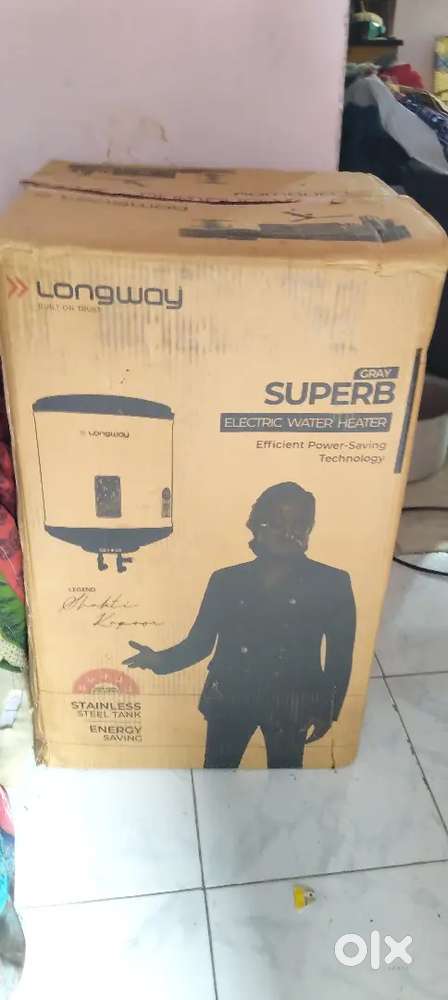 Longway
BUILT ON TRUST
GRAY
SUPERB
ELECTRIC WATER HEATER
Efficient Power-Saving
Technology
Longway
LEGEND
Shakti
Kapoor
STAINLESS
STEEL TANK
ENERGY
SAVING
olx